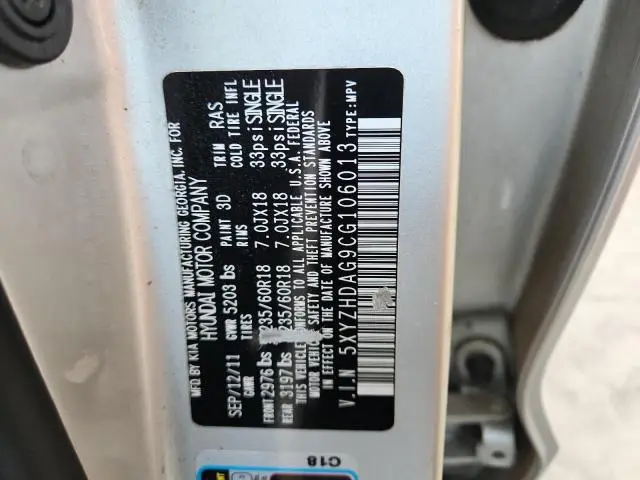 MFD. BY KIA MOTORS MANUFACTURING GEORGIA, INC. FOR
HYUNDAI MOTOR COMPANY
SEP/12/11 GVWR 5203 lbs PAINT 3D TRIM RAS
GAWR TIRES RIMS COLD TIRE INFL
FRONT 2976 lbs 235/60R18 7.0JX18 33psi SINGLE
REAR 3197 lbs 235/60R18 7.0JX18 33psi SINGLE
THIS VEHICLE CONFORMS TO ALL APPLICABLE U.S.A. FEDERAL
MOTOR VEHICLE SAFETY AND THEFT PREVENTION STANDARDS
IN EFFECT ON THE DATE OF MANUFACTURE SHOWN ABOVE
V.I.N 5XYZHDAG9CG106013 TYPE:MPV
C18